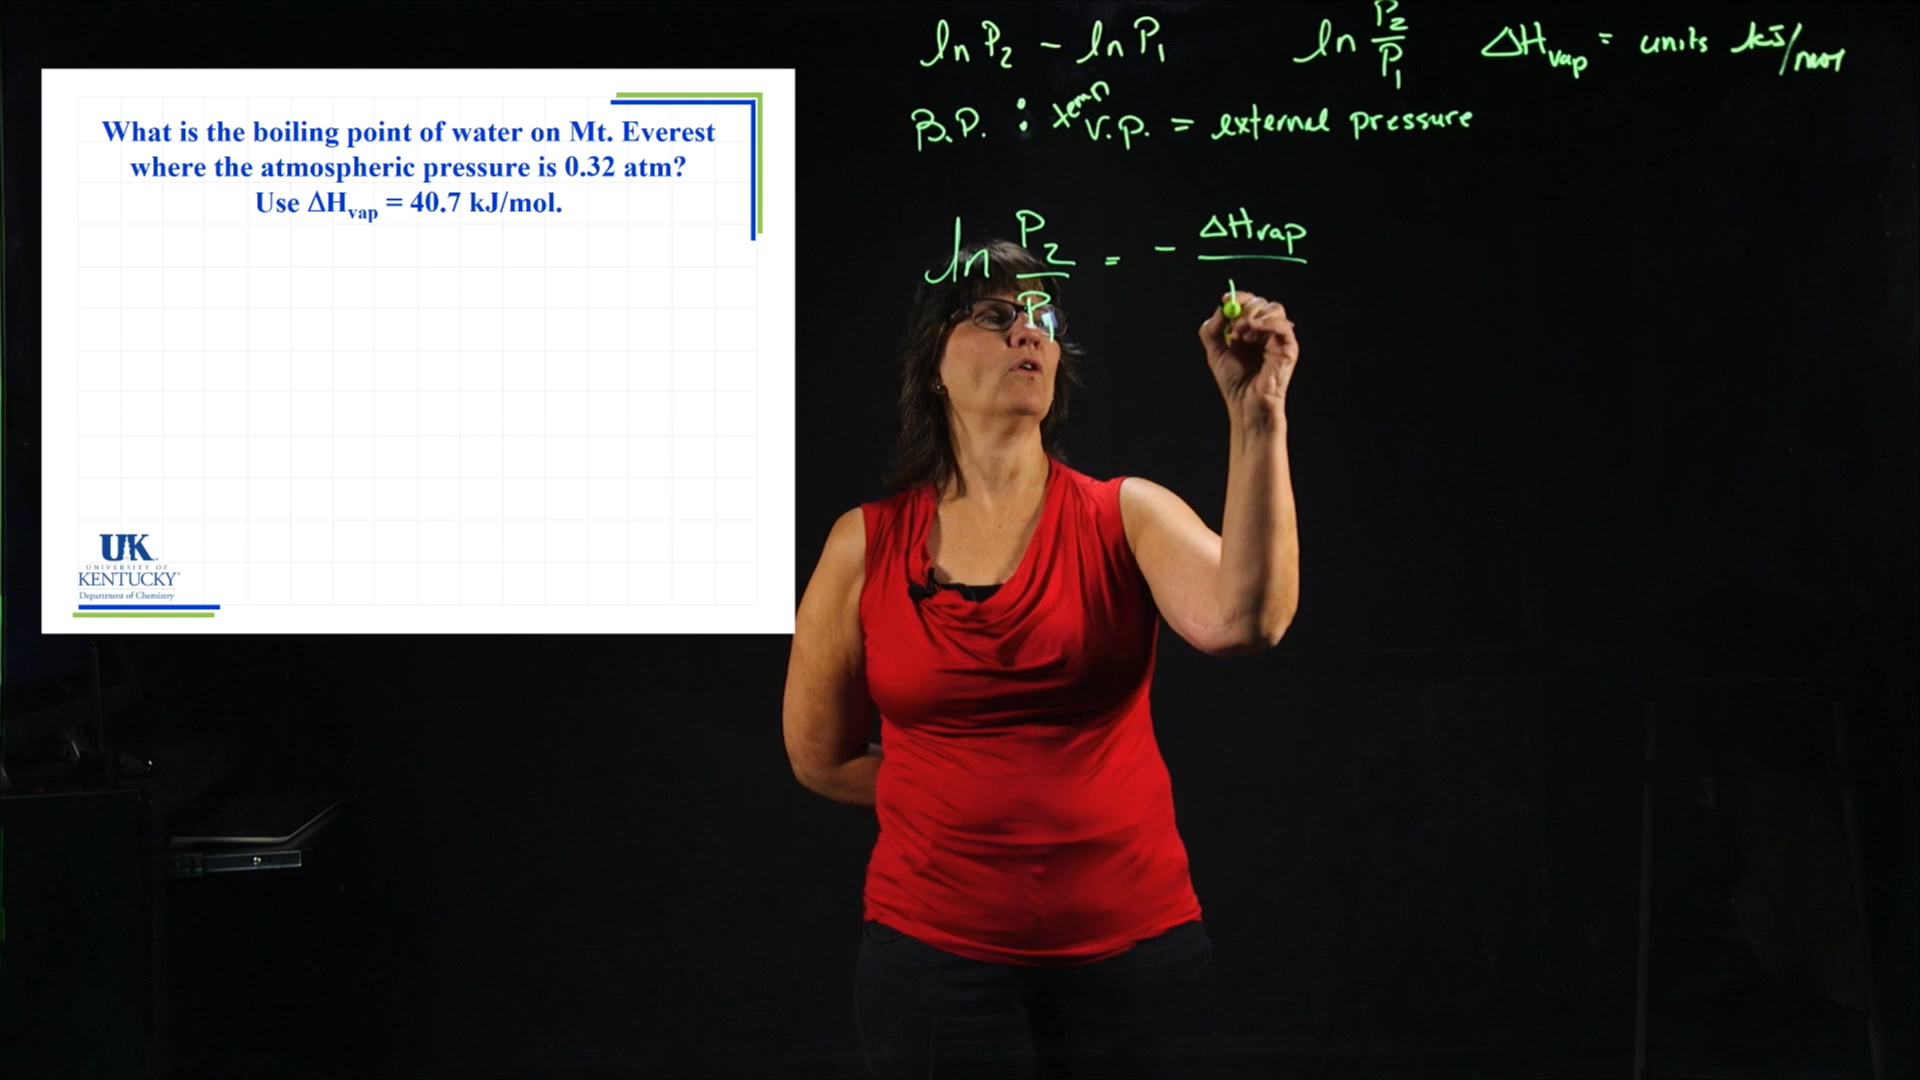 What is the boiling point of water on Mt. Everest
where the atmospheric pressure is 0.32 atm?
Use ΔHvap = 40.7 kJ/mol.
UK
UNIVERSITY OF
KENTUCKY
Department of Chemistry
ln P2 - ln P1   ln P2/P1   ΔHvap = units kJ/mol
B.P. : temp V.P. = external pressure
ln P2/P1 = - ΔHvap